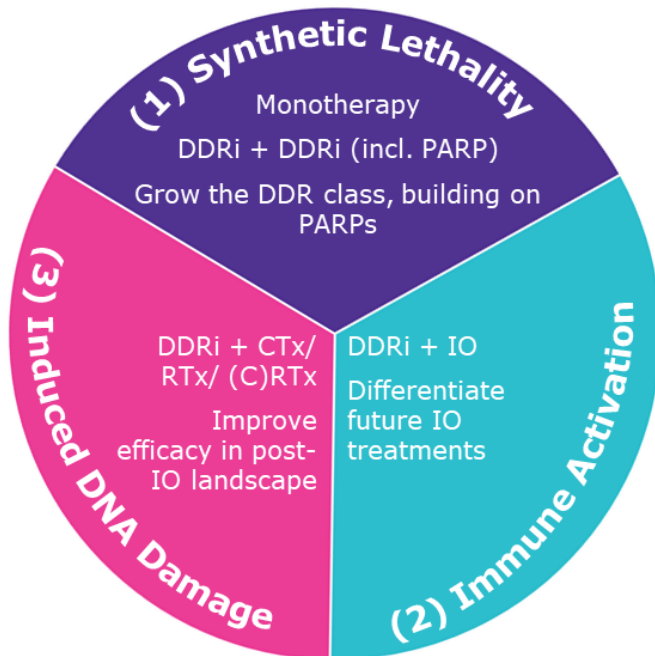 (1) Synthetic Lethality
Monotherapy
DDRi + DDRi (incl. PARP)
Grow the DDR class, building on
PARPs
(2) Immune Activation
DDRi + IO
Differentiate
future IO
treatments
(3) Induced DNA Damage
DDRi + CTx/
RTx/ (C)RTx
Improve
efficacy in post-
IO landscape